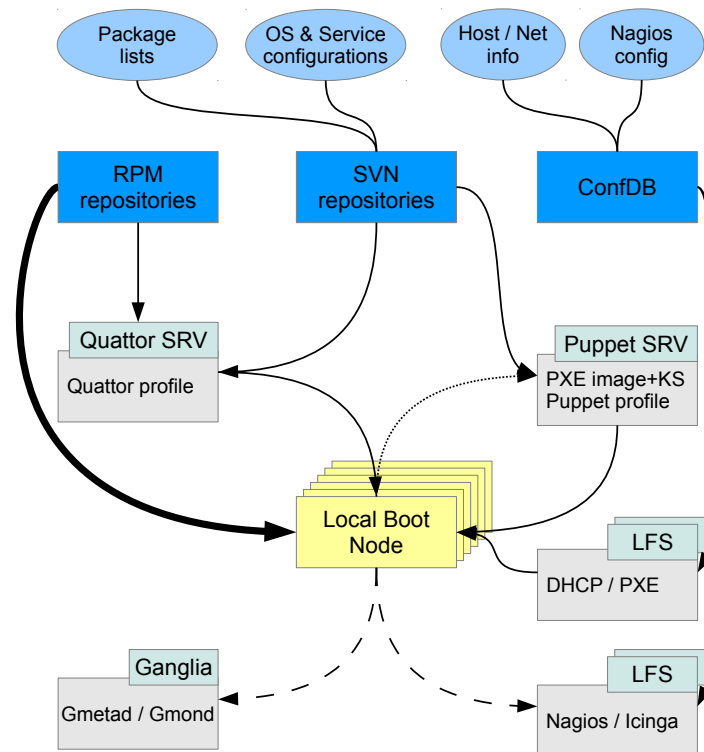 Package
lists
OS & Service
configurations
Host / Net
info
Nagios
config
RPM
repositories
SVN
repositories
ConfDB
Quattor SRV
Quattor profile
Puppet SRV
PXE image+KS
Puppet profile
Local Boot
Node
LFS
DHCP / PXE
Ganglia
Gmetad / Gmond
LFS
Nagios / Icinga